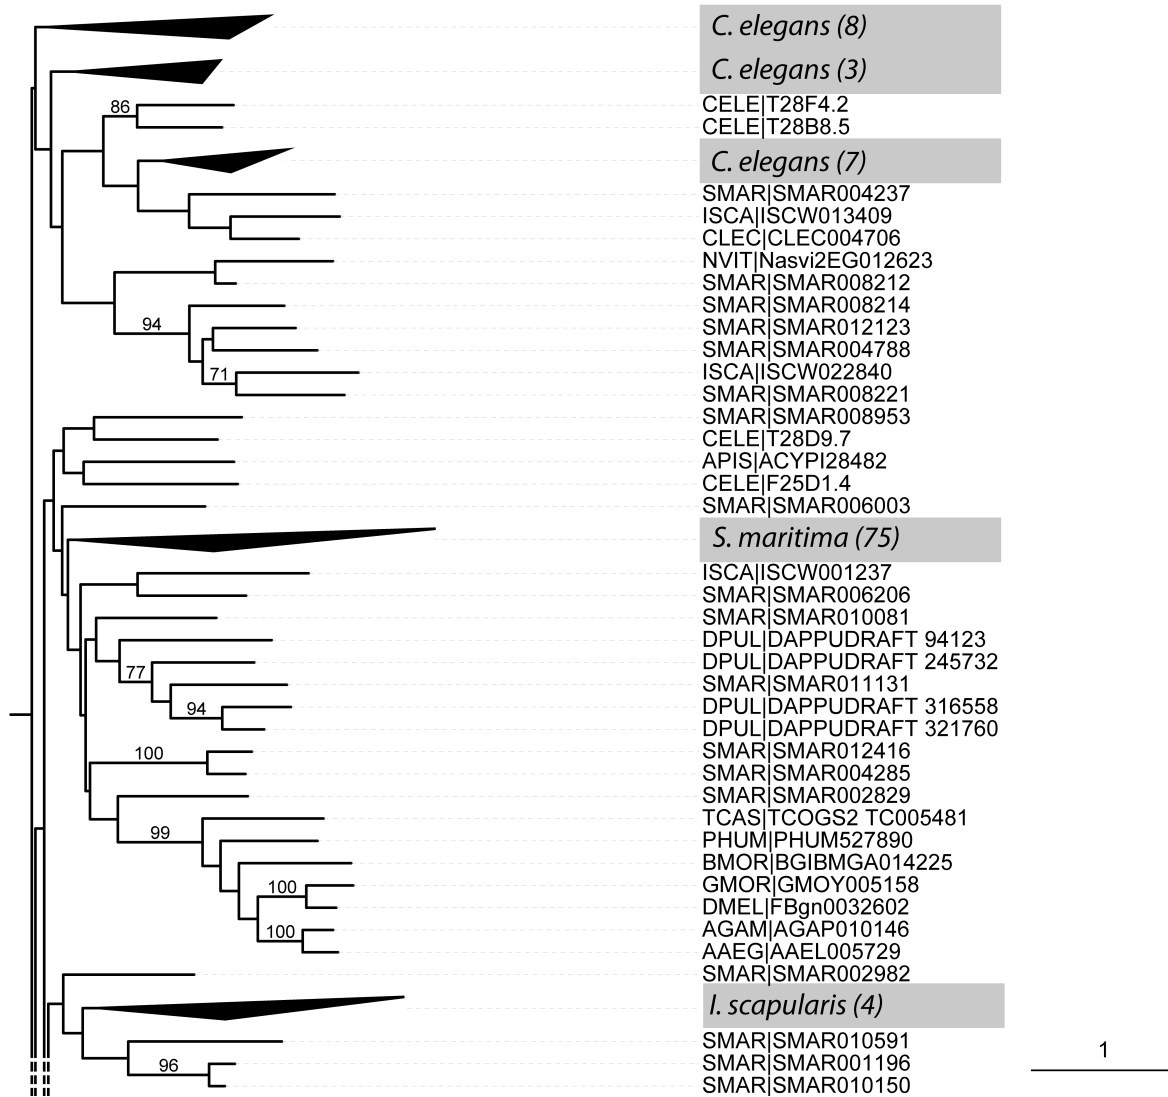 C. elegans (8)
C. elegans (3)
86
CELE|T28F4.2
CELE|T28B8.5
C. elegans (7)
SMAR|SMAR004237
ISCA|ISCW013409
CLEC|CLEC004706
NVIT|Nasvi2EG012623
SMAR|SMAR008212
SMAR|SMAR008214
94
SMAR|SMAR012123
SMAR|SMAR004788
71
ISCA|ISCW022840
SMAR|SMAR008221
SMAR|SMAR008953
CELE|T28D9.7
APIS|ACYPI28482
CELE|F25D1.4
SMAR|SMAR006003
S. maritima (75)
ISCA|ISCW001237
SMAR|SMAR006206
SMAR|SMAR010081
DPUL|DAPPUDRAFT 94123
77
DPUL|DAPPUDRAFT 245732
SMAR|SMAR011131
94
DPUL|DAPPUDRAFT 316558
DPUL|DAPPUDRAFT 321760
100
SMAR|SMAR012416
SMAR|SMAR004285
SMAR|SMAR002829
TCAS|TCOGS2 TC005481
99
PHUM|PHUM527890
BMOR|BGIBMGA014225
100
GMOR|GMOY005158
DMEL|FBgn0032602
100
AGAM|AGAP010146
AAEG|AAEL005729
SMAR|SMAR002982
I. scapularis (4)
SMAR|SMAR010591
1
96
SMAR|SMAR001196
SMAR|SMAR010150